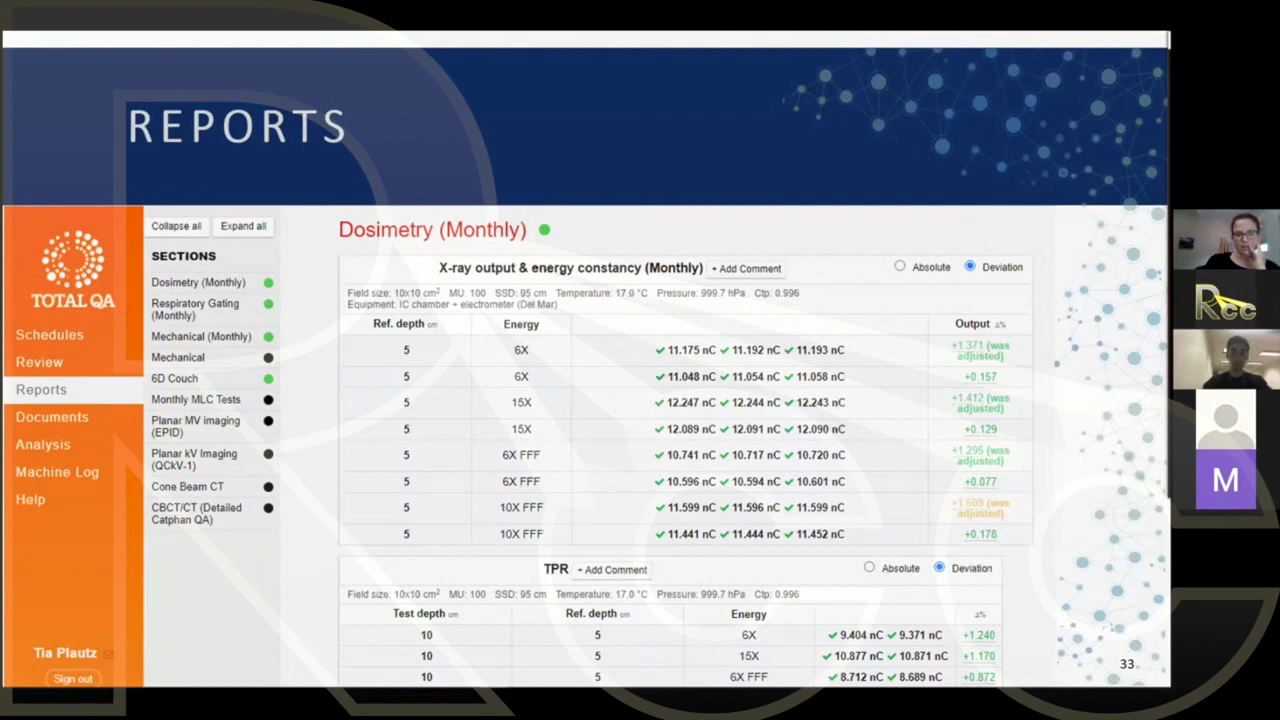 REPORTS
TOTAL QA
Schedules
Review
Reports
Documents
Analysis
Machine Log
Help
Tia Plautz
Sign out
Collapse all Expand all
SECTIONS
Dosimetry (Monthly)
Respiratory Gating
(Monthly)
Mechanical (Monthly)
Mechanical
6D Couch
Monthly MLC Tests
Planar MV imaging
(EPID)
Planar kV Imaging
(QCkV-1)
Cone Beam CT
CBCT/CT (Detailed
Catphan QA)
Dosimetry (Monthly)
X-ray output & energy constancy (Monthly) + Add Comment Absolute Deviation
Field size: 10x10 cm² MU: 100 SSD: 95 cm Temperature: 17.0 °C Pressure: 999.7 hPa Ctp: 0.996
Equipment: IC chamber + electrometer (Del Mar)
Ref. depth cm Energy Output Δ%
5 6X ✔ 11.175 nC ✔ 11.192 nC ✔ 11.193 nC +1.371 (was
adjusted)
5 6X ✔ 11.048 nC ✔ 11.054 nC ✔ 11.058 nC +0.157
5 15X ✔ 12.247 nC ✔ 12.244 nC ✔ 12.243 nC +1.412 (was
adjusted)
5 15X ✔ 12.089 nC ✔ 12.091 nC ✔ 12.090 nC +0.129
5 6X FFF ✔ 10.741 nC ✔ 10.717 nC ✔ 10.720 nC +1.295 (was
adjusted)
5 6X FFF ✔ 10.596 nC ✔ 10.594 nC ✔ 10.601 nC +0.077
5 10X FFF ✔ 11.599 nC ✔ 11.596 nC ✔ 11.599 nC +1.509 (was
adjusted)
5 10X FFF ✔ 11.441 nC ✔ 11.444 nC ✔ 11.452 nC +0.178
TPR + Add Comment Absolute Deviation
Field size: 10x10 cm² MU: 100 SSD: 95 cm Temperature: 17.0 °C Pressure: 999.7 hPa Ctp: 0.996
Test depth cm Ref. depth cm Energy Δ%
10 5 6X ✔ 9.404 nC ✔ 9.371 nC +1.240
10 5 15X ✔ 10.877 nC ✔ 10.871 nC +1.170
10 5 6X FFF ✔ 8.712 nC ✔ 8.689 nC +0.872
33
Rcc
M